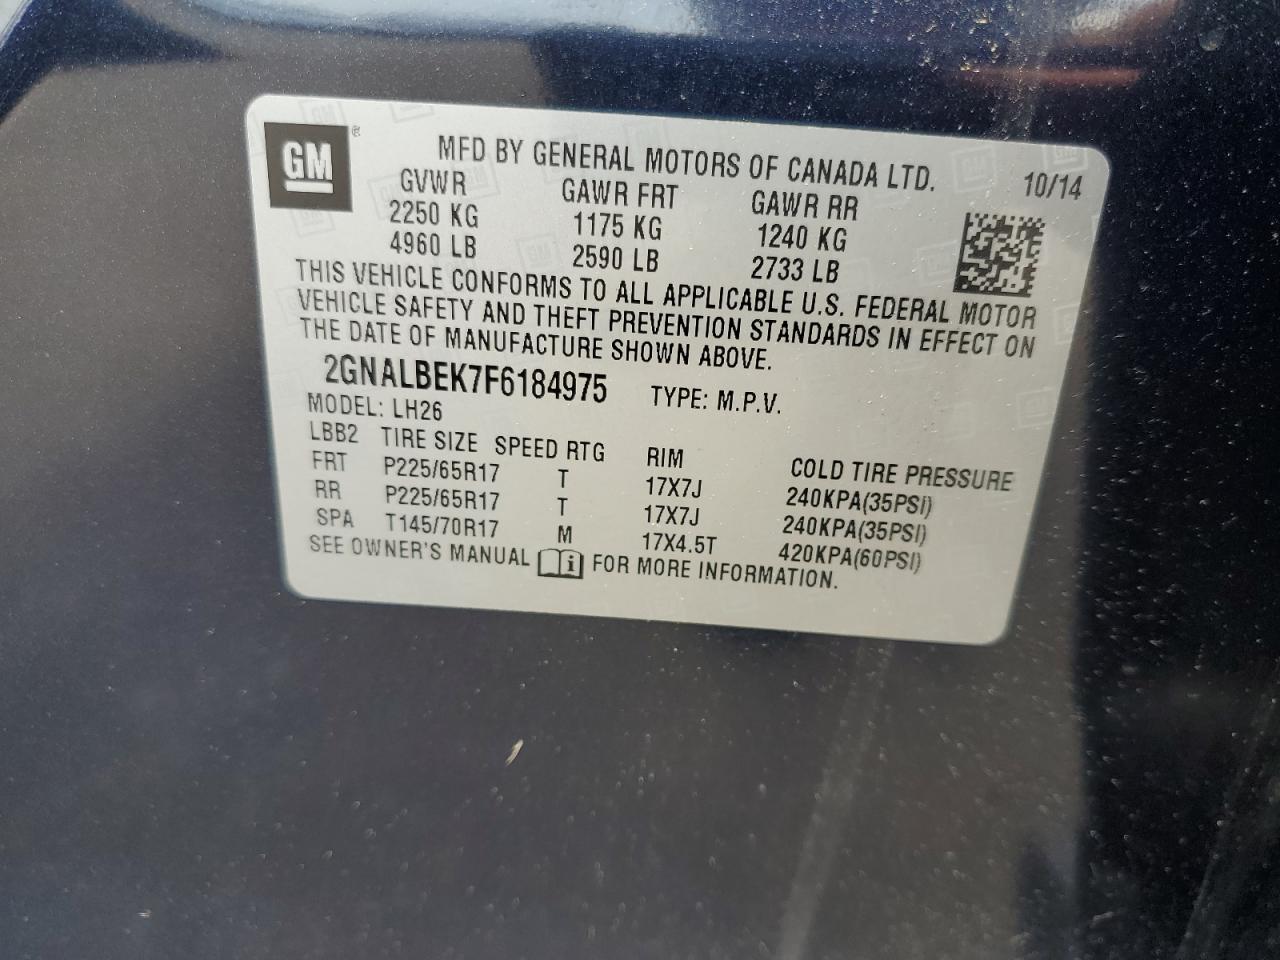 GM ®
MFD BY GENERAL MOTORS OF CANADA LTD.
10/14
GVWR GAWR FRT GAWR RR
2250 KG 1175 KG 1240 KG
4960 LB 2590 LB 2733 LB
THIS VEHICLE CONFORMS TO ALL APPLICABLE U.S. FEDERAL MOTOR
VEHICLE SAFETY AND THEFT PREVENTION STANDARDS IN EFFECT ON
THE DATE OF MANUFACTURE SHOWN ABOVE.
2GNALBEK7F6184975 TYPE: M.P.V.
MODEL: LH26
LBB2 TIRE SIZE SPEED RTG RIM COLD TIRE PRESSURE
FRT P225/65R17 T 17X7J 240KPA(35PSI)
RR P225/65R17 T 17X7J 240KPA(35PSI)
SPA T145/70R17 M 17X4.5T 420KPA(60PSI)
SEE OWNER'S MANUAL i FOR MORE INFORMATION.